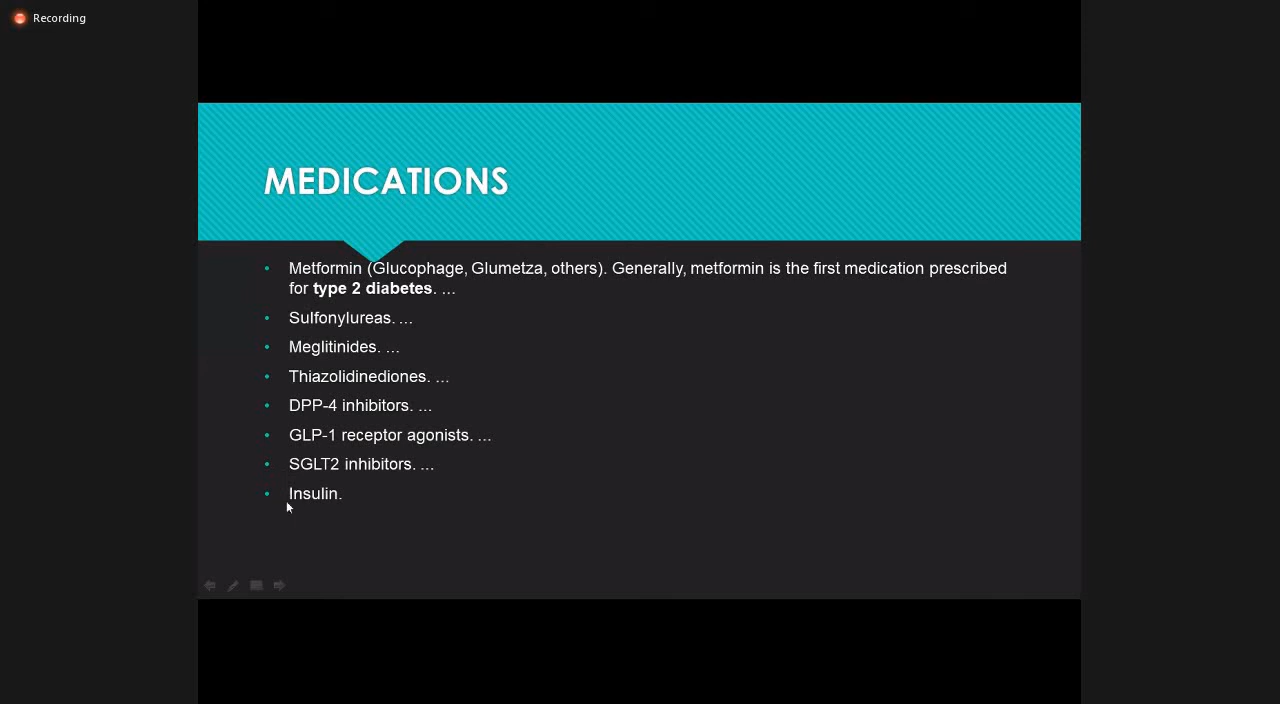 Recording
MEDICATIONS
• Metformin (Glucophage, Glumetza, others). Generally, metformin is the first medication prescribed
for type 2 diabetes. ...
• Sulfonylureas. ...
• Meglitinides. ...
• Thiazolidinediones. ...
• DPP-4 inhibitors. ...
• GLP-1 receptor agonists. ...
• SGLT2 inhibitors. ...
• Insulin.